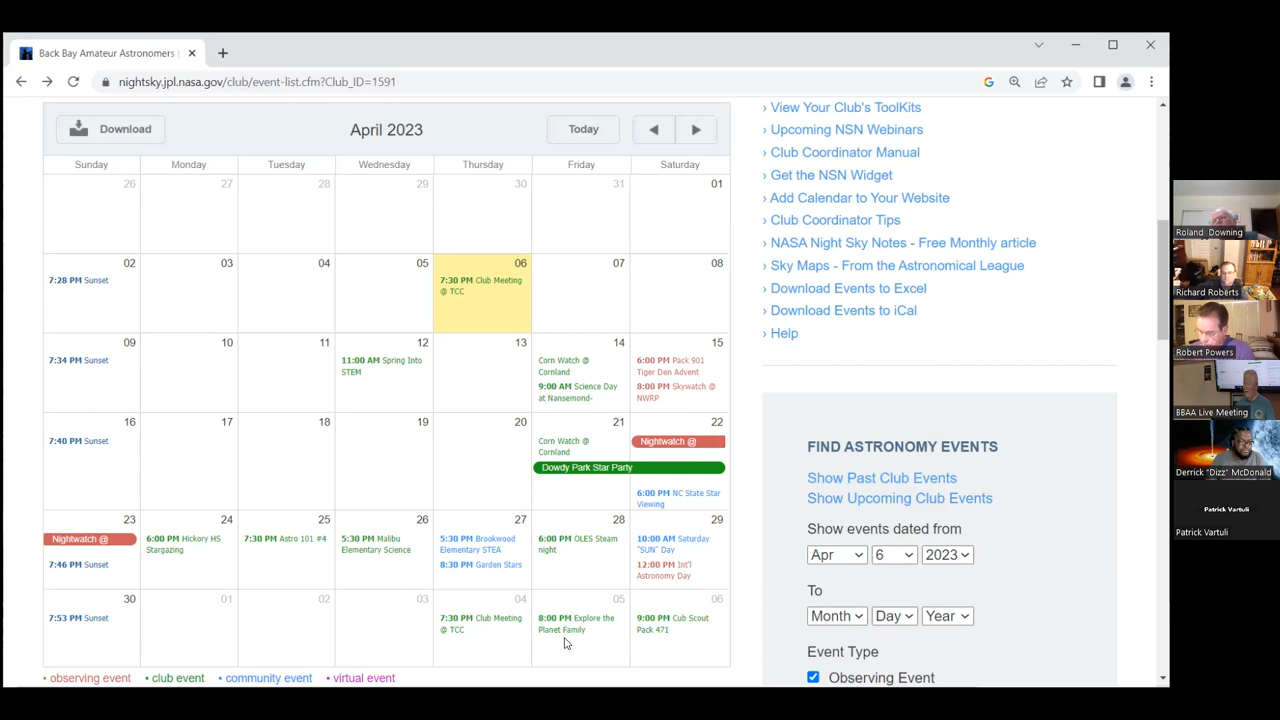 Back Bay Amateur Astronomers
nightsky.jpl.nasa.gov/club/event-list.cfm?Club_ID=1591
Download
April 2023
Today
Sunday Monday Tuesday Wednesday Thursday Friday Saturday
26 27 28 29 30 31 01
02 03 04 05 06 07 08
7:28 PM Sunset
7:30 PM Club Meeting
@ TCC
09 10 11 12 13 14 15
7:34 PM Sunset
11:00 AM Spring Into
STEM
Corn Watch @
Cornland
9:00 AM Science Day
at Nansemond-
6:00 PM Pack 901
Tiger Den Advent
8:00 PM Skywatch @
NWRP
16 17 18 19 20 21 22
7:40 PM Sunset
Corn Watch @
Cornland
Nightwatch @
Dowdy Park Star Party
6:00 PM NC State Star
Viewing
23 24 25 26 27 28 29
Nightwatch @
7:46 PM Sunset
6:00 PM Hickory HS
Stargazing
7:30 PM Astro 101 #4
5:30 PM Malibu
Elementary Science
5:30 PM Brookwood
Elementary STEA
8:30 PM Garden Stars
6:00 PM OLES Steam
night
10:00 AM Saturday
"SUN" Day
12:00 PM Int'l
Astronomy Day
30 01 02 03 04 05 06
7:53 PM Sunset
7:30 PM Club Meeting
@ TCC
8:00 PM Explore the
Planet Family
9:00 PM Cub Scout
Pack 471
• observing event • club event • community event • virtual event
› View Your Club's ToolKits
› Upcoming NSN Webinars
› Club Coordinator Manual
› Get the NSN Widget
› Add Calendar to Your Website
› Club Coordinator Tips
› NASA Night Sky Notes - Free Monthly article
› Sky Maps - From the Astronomical League
› Download Events to Excel
› Download Events to iCal
› Help
FIND ASTRONOMY EVENTS
Show Past Club Events
Show Upcoming Club Events
Show events dated from
Apr 6 2023
To
Month Day Year
Event Type
Observing Event
Roland Downing
Richard Roberts
Robert Powers
BBAA Live Meeting
Derrick "Dizz" McDonald
Patrick Vartuli
Patrick Vartuli